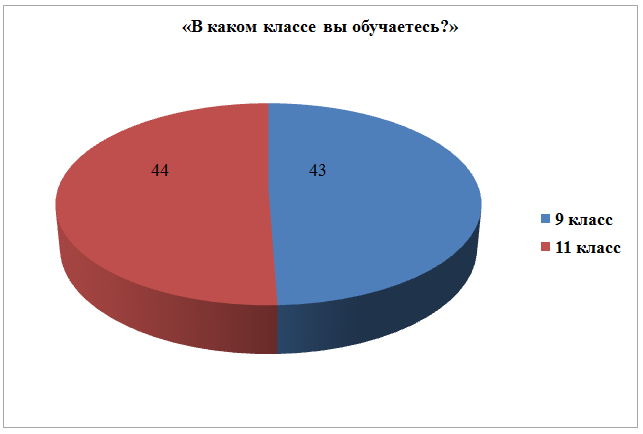 «В каком классе вы обучаетесь?»
44
43
9 класс
11 класс